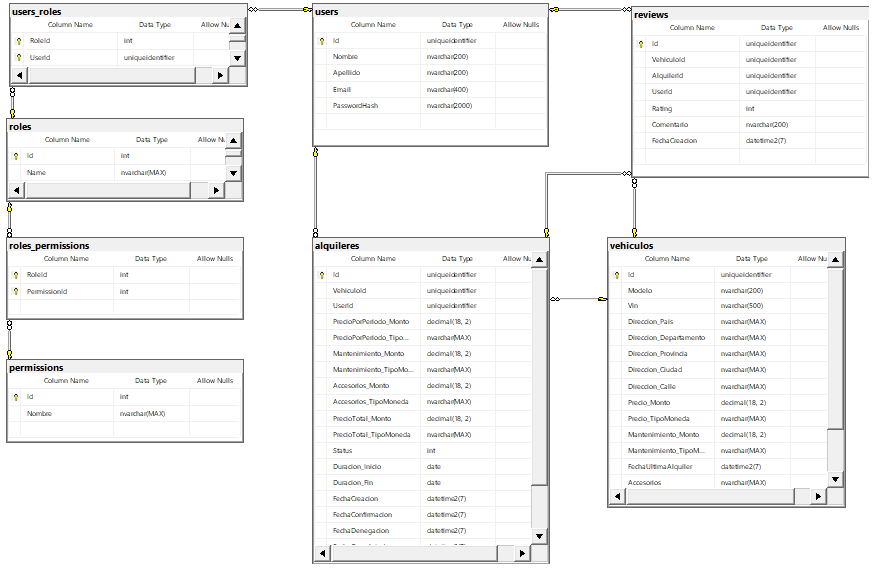 users_roles
Column Name Data Type Allow Nu
RoleId int
UserId uniqueidentifier
roles
Column Name Data Type Allow Nu
Id int
Name nvarchar(MAX)
roles_permissions
Column Name Data Type Allow Nulls
RoleId int
PermissionId int
permissions
Column Name Data Type Allow Nulls
Id int
Nombre nvarchar(MAX)
users
Column Name Data Type Allow Nulls
Id uniqueidentifier
Nombre nvarchar(200)
Apellido nvarchar(200)
Email nvarchar(400)
PasswordHash nvarchar(2000)
alquileres
Column Name Data Type Allow Nu
Id uniqueidentifier
VehiculoId uniqueidentifier
UserId uniqueidentifier
PrecioPorPeriodo_Monto decimal(18, 2)
PrecioPorPeriodo_Tipo... nvarchar(MAX)
Mantenimiento_Monto decimal(18, 2)
Mantenimiento_TipoMo... nvarchar(MAX)
Accesorios_Monto decimal(18, 2)
Accesorios_TipoMoneda nvarchar(MAX)
PrecioTotal_Monto decimal(18, 2)
PrecioTotal_TipoMoneda nvarchar(MAX)
Status int
Duracion_Inicio date
Duracion_Fin date
FechaCreacion datetime2(7)
FechaConfirmacion datetime2(7)
FechaDenegacion datetime2(7)
reviews
Column Name Data Type Allow Nulls
Id uniqueidentifier
VehiculoId uniqueidentifier
AlquilerId uniqueidentifier
UserId uniqueidentifier
Rating int
Comentario nvarchar(200)
FechaCreacion datetime2(7)
vehiculos
Column Name Data Type Allow Nu
Id uniqueidentifier
Modelo nvarchar(200)
Vin nvarchar(500)
Direccion_Pais nvarchar(MAX)
Direccion_Departamento nvarchar(MAX)
Direccion_Provincia nvarchar(MAX)
Direccion_Ciudad nvarchar(MAX)
Direccion_Calle nvarchar(MAX)
Precio_Monto decimal(18, 2)
Precio_TipoMoneda nvarchar(MAX)
Mantenimiento_Monto decimal(18, 2)
Mantenimiento_TipoM... nvarchar(MAX)
FechaUltimaAlquiler datetime2(7)
Accesorios nvarchar(MAX)